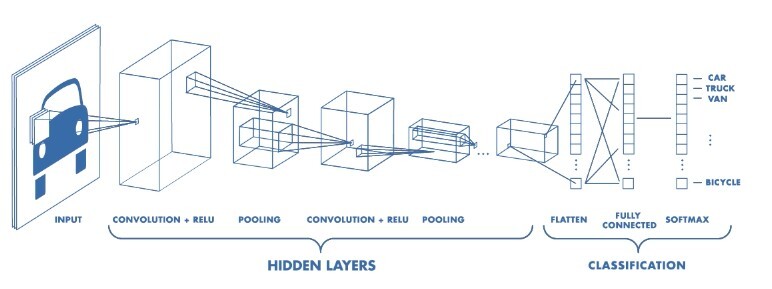 CAR
TRUCK
VAN
BICYCLE
INPUT
CONVOLUTION + RELU
POOLING
CONVOLUTION + RELU
POOLING
FLATTEN
FULLY
CONNECTED
SOFTMAX
HIDDEN LAYERS
CLASSIFICATION